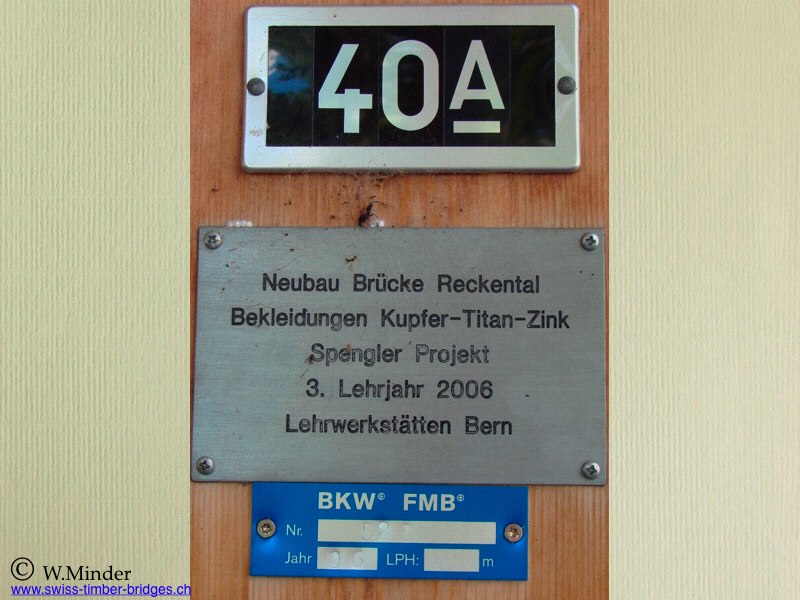 40A
Neubau Brücke Reckental
Bekleidungen Kupfer-Titan-Zink
Spengler Projekt
3. Lehrjahr 2006
Lehrwerkstätten Bern
BKW® FMB®
Nr.
Jahr 06 LPH: m
© W.Minder
www.swiss-timber-bridges.ch